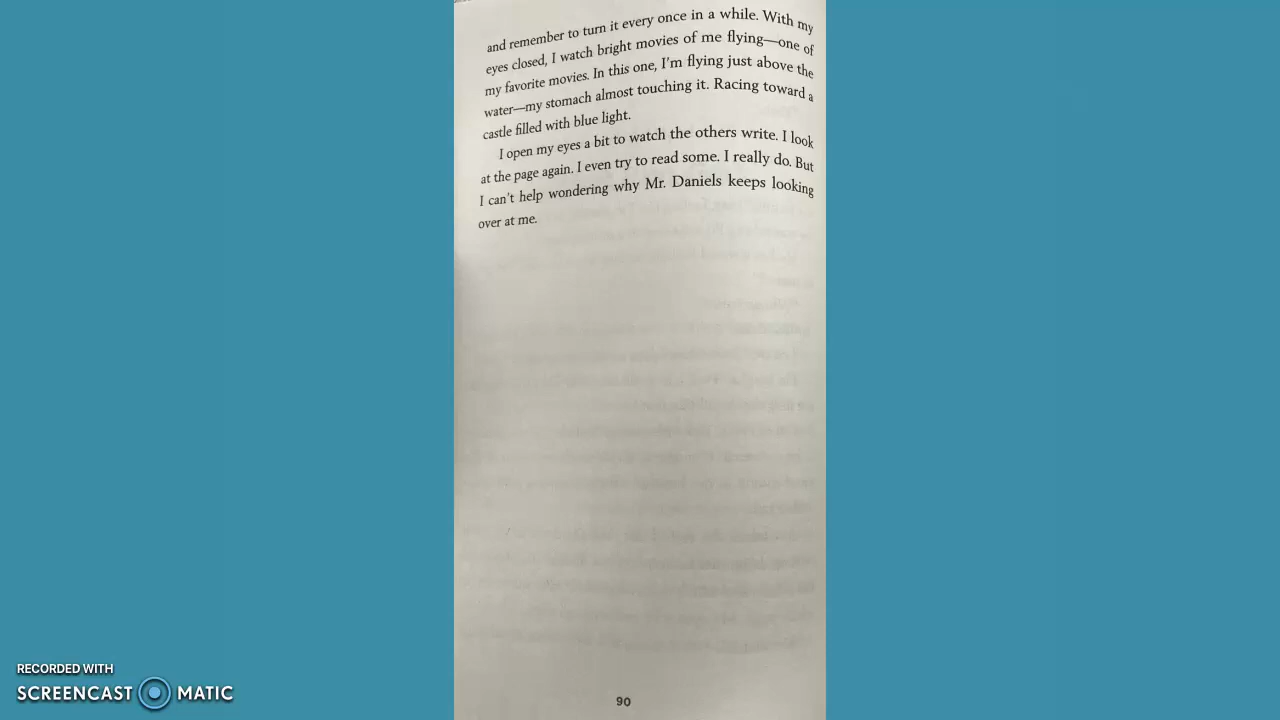 and remember to turn it every once in a while. With my
eyes closed, I watch bright movies of me flying—one of
my favorite movies. In this one, I'm flying just above the
water—my stomach almost touching it. Racing toward a
castle filled with blue light.
I open my eyes a bit to watch the others write. I look
at the page again. I even try to read some. I really do. But
I can't help wondering why Mr. Daniels keeps looking
over at me.
90
RECORDED WITH
SCREENCAST MATIC